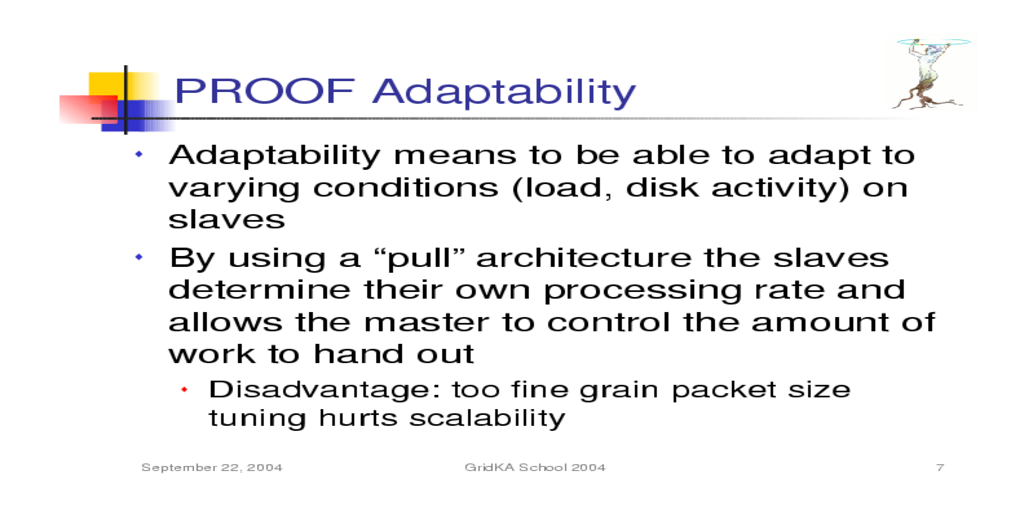 PROOF Adaptability
Adaptability means to be able to adapt to
varying conditions (load, disk activity) on
slaves
By using a “pull” architecture the slaves
determine their own processing rate and
allows the master to control the amount of
work to hand out
Disadvantage: too fine grain packet size
tuning hurts scalability
September 22, 2004 GridKA School 2004 7